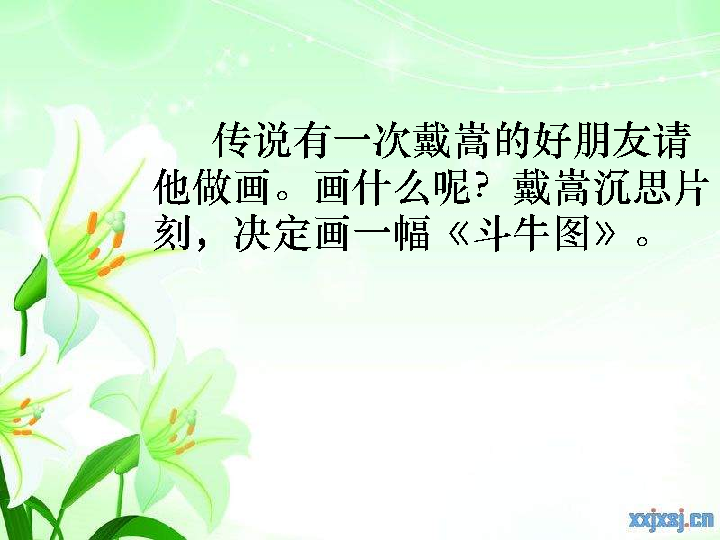 传说有一次戴嵩的好朋友请
他做画。画什么呢？戴嵩沉思片
刻，决定画一幅《斗牛图》。
xxjxsj.cn